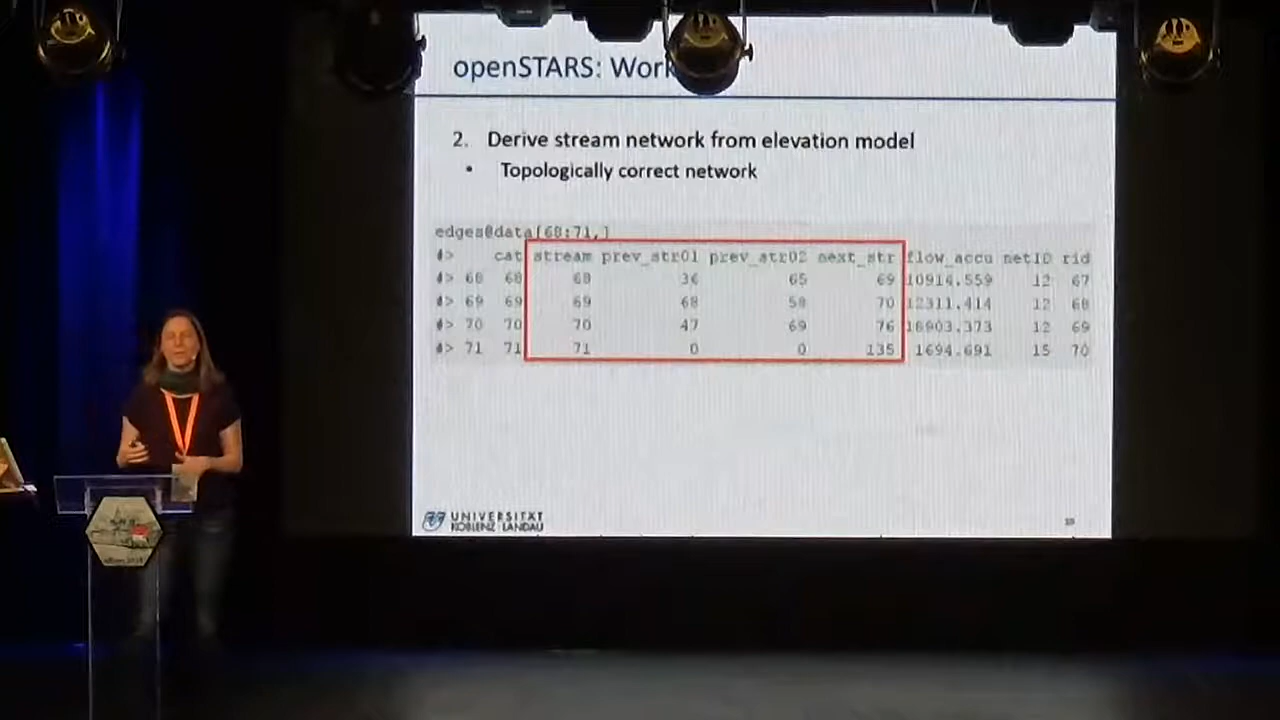 openSTARS: Work
2. Derive stream network from elevation model
• Topologically correct network
edges@data[68:71,]
#> cat stream prev_str01 prev_str02 next_str flow_accu netID rid
#> 68 68 68 36 65 69 10914.559 12 67
#> 69 69 69 68 58 70 12311.414 12 68
#> 70 70 70 47 69 76 18903.373 12 69
#> 71 71 71 0 0 135 1694.691 15 70
UNIVERSITÄT
KOBLENZ LANDAU